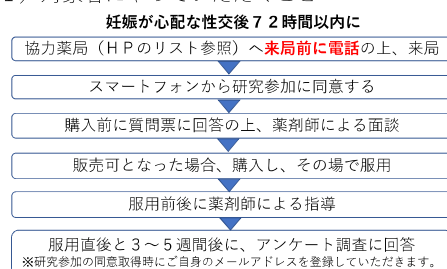 妊娠が心配な性交後７２時間以内に
協力薬局（ＨＰのリスト参照）へ来局前に電話の上、来局
スマートフォンから研究参加に同意する
購入前に質問票に回答の上、薬剤師による面談
販売可となった場合、購入し、その場で服用
服用前後に薬剤師による指導
服用直後と３～５週間後に、アンケート調査に回答
※研究参加の同意取得時にご自身のメールアドレスを登録していただきます。